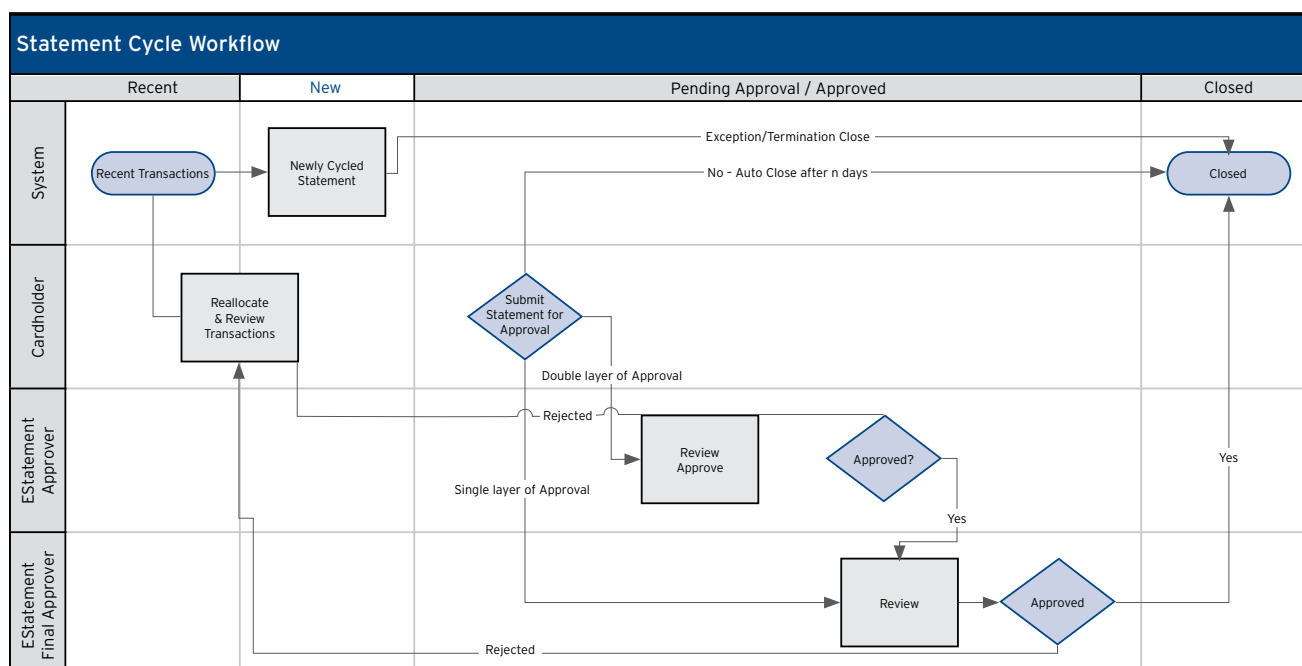 Statement Cycle Workflow
Recent
New
Pending Approval / Approved
Closed
System
Recent Transactions
Newly Cycled
Statement
Exception/Termination Close
No – Auto Close after n days
Closed
Cardholder
Reallocate
& Review
Transactions
Submit
Statement for
Approval
Double layer of Approval
EStatement
Approver
Rejected
Review
Approve
Approved?
Yes
Single layer of Approval
Yes
EStatement
Final Approver
Review
Approved
Rejected